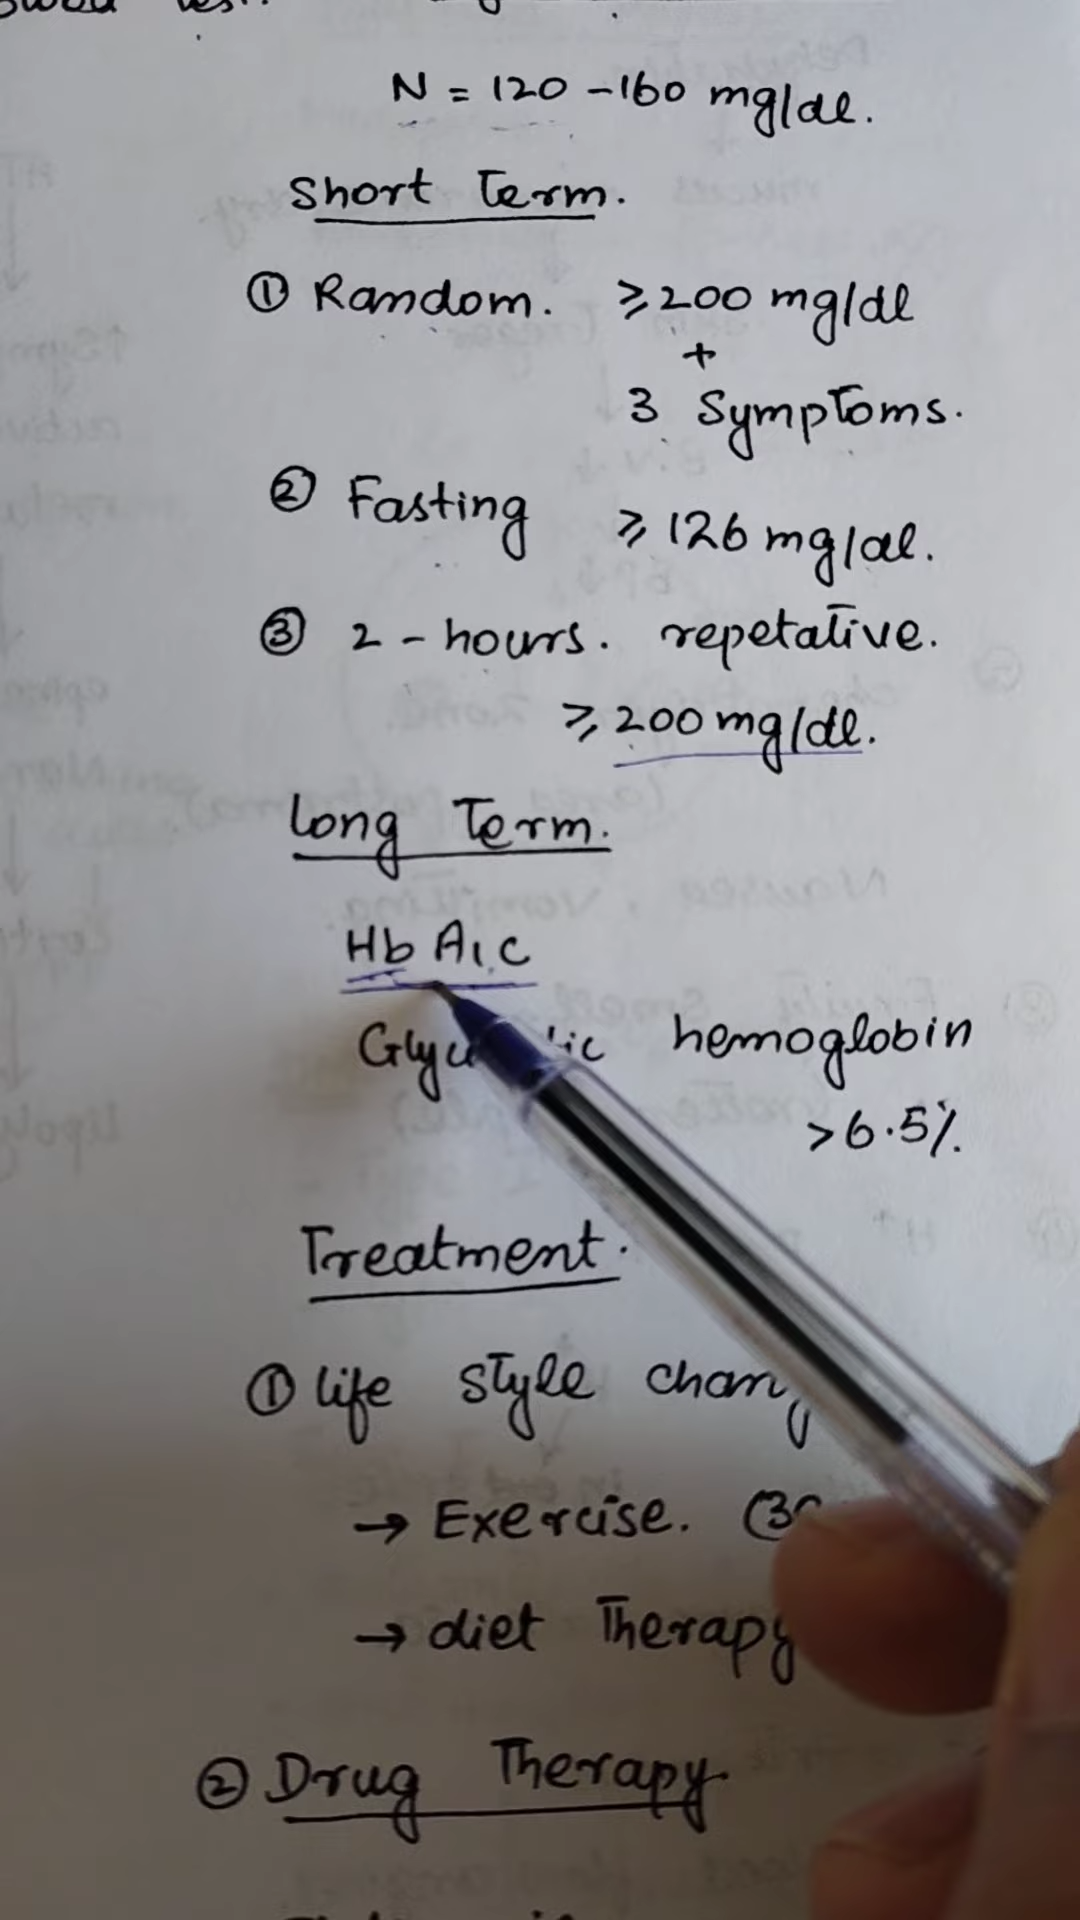 N = 120 - 160 mg/dl.
Short Term.
① Random. ≥200 mg/dl
+
3 Symptoms.
② Fasting ≥ 126 mg/dl.
③ 2 - hours. repetative.
≥ 200 mg/dl.
Long Term.
Hb A1C
hemoglobin
>6.5%
Treatment.
① life style
→ Exercise.
→ diet Therapy
② Drug Therapy